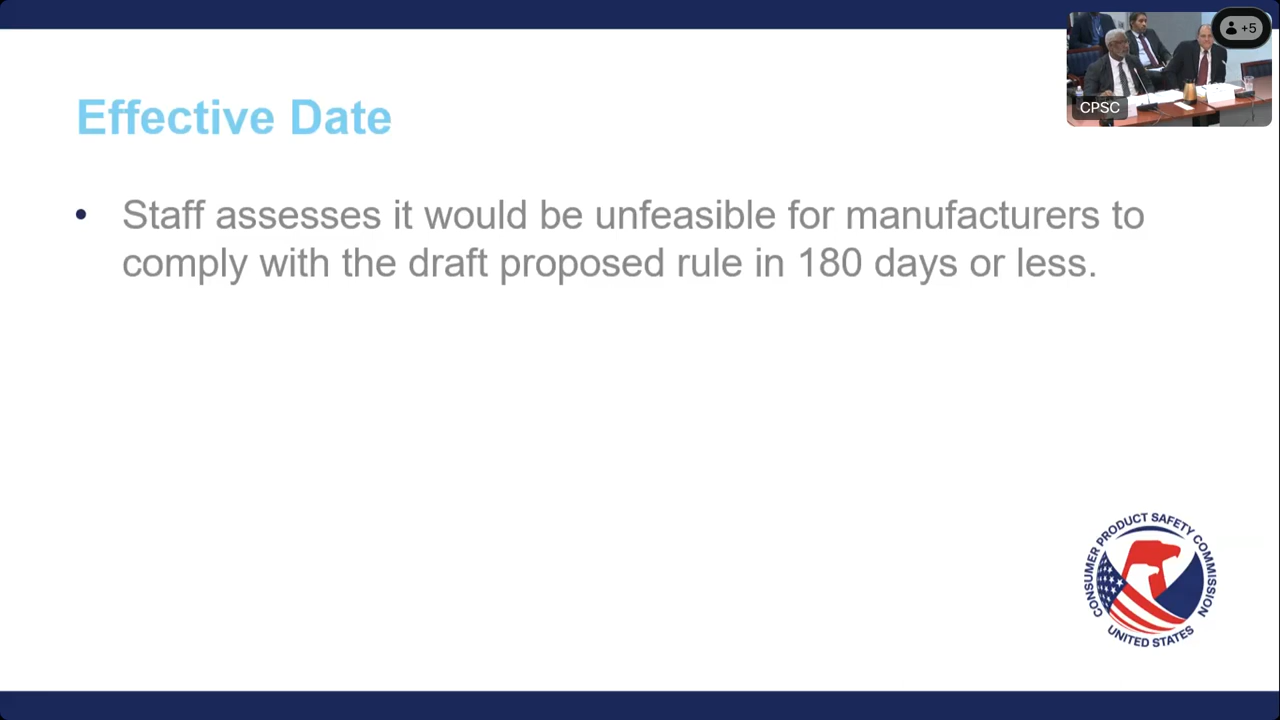 +5
CPSC
Effective Date
• Staff assesses it would be unfeasible for manufacturers to
comply with the draft proposed rule in 180 days or less.
CONSUMER PRODUCT SAFETY COMMISSION
UNITED STATES